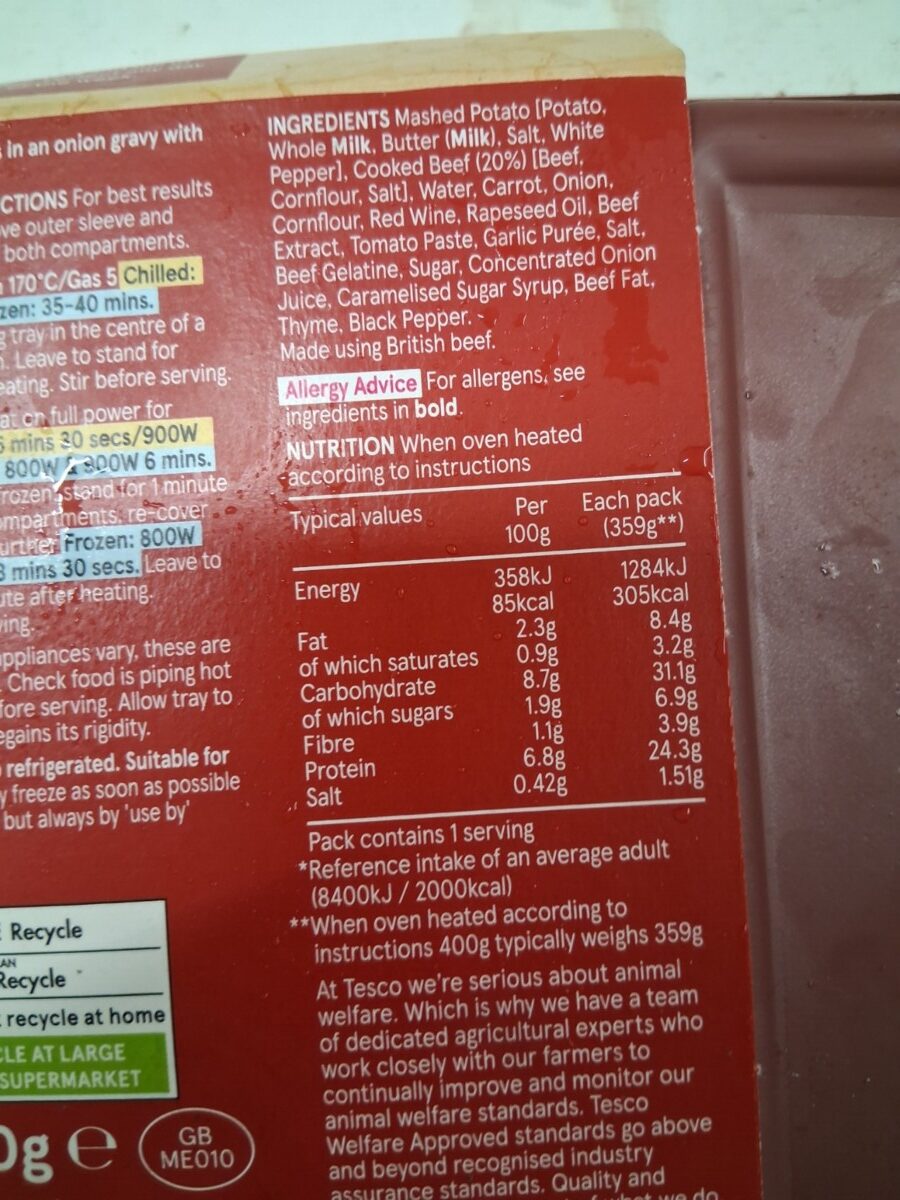 in an onion gravy with
CTIONS For best results
ve outer sleeve and
both compartments.
170°C/Gas 5 Chilled:
zen: 35-40 mins.
tray in the centre of a
. Leave to stand for
eating. Stir before serving.
at on full power for
mins 30 secs/900W
800W 900W 6 mins.
rozen, stand for 1 minute
mpartments, re-cover
urther Frozen: 800W
3 mins 30 secs. Leave to
ute after heating.
ving.
appliances vary, these are
. Check food is piping hot
fore serving. Allow tray to
egains its rigidity.
refrigerated. Suitable for
y freeze as soon as possible
but always by 'use by'
Recycle
AN
Recycle
recycle at home
CLE AT LARGE
SUPERMARKET
0g e
GB
ME010
INGREDIENTS Mashed Potato [Potato,
Whole Milk, Butter (Milk), Salt, White
Pepper], Cooked Beef (20%) [Beef,
Cornflour, Salt], Water, Carrot, Onion,
Cornflour, Red Wine, Rapeseed Oil, Beef
Extract, Tomato Paste, Garlic Purée, Salt,
Beef Gelatine, Sugar, Concentrated Onion
Juice, Caramelised Sugar Syrup, Beef Fat,
Thyme, Black Pepper.
Made using British beef.
Allergy Advice For allergens, see
ingredients in bold.
NUTRITION When oven heated
according to instructions
Typical values Per 100g Each pack (359g**)
Energy 358kJ 1284kJ
85kcal 305kcal
Fat 2.3g 8.4g
of which saturates 0.9g 3.2g
Carbohydrate 8.7g 31.1g
of which sugars 1.9g 6.9g
Fibre 1.1g 3.9g
Protein 6.8g 24.3g
Salt 0.42g 1.51g
Pack contains 1 serving
*Reference intake of an average adult
(8400kJ / 2000kcal)
**When oven heated according to
instructions 400g typically weighs 359g
At Tesco we're serious about animal
welfare. Which is why we have a team
of dedicated agricultural experts who
work closely with our farmers to
continually improve and monitor our
animal welfare standards. Tesco
Welfare Approved standards go above
and beyond recognised industry
assurance standards. Quality and
what we do